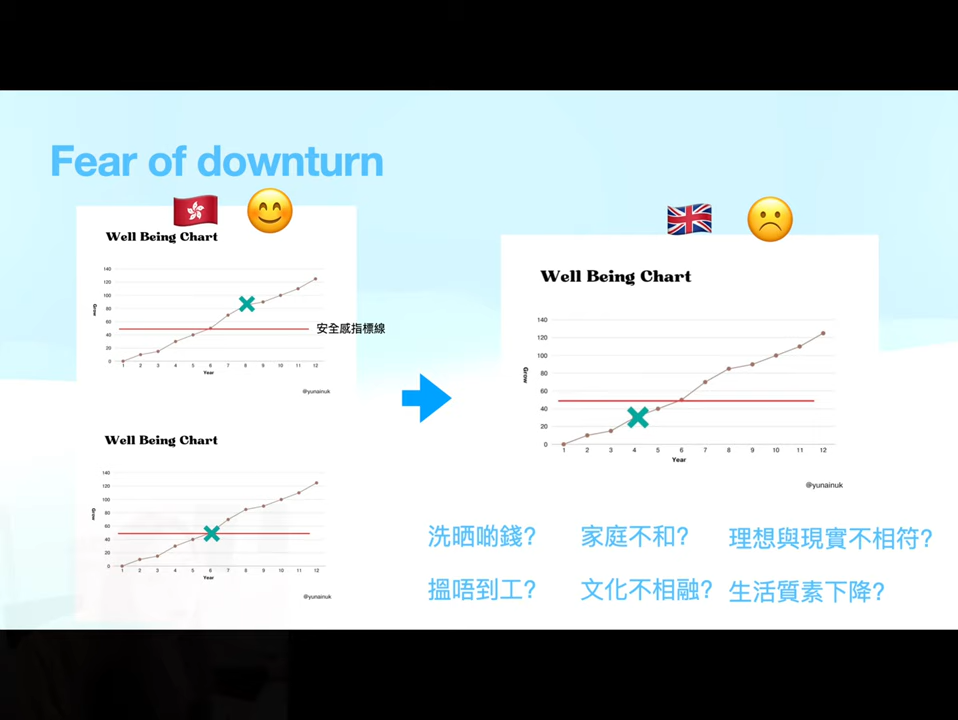 Fear of downturn
Well Being Chart
140
120
100
80
60
40
20
0
Grow
1 2 3 4 5 6 7 8 9 10 11 12
Year
安全感指標線
@yunainuk
Well Being Chart
140
120
100
80
60
40
20
0
Grow
1 2 3 4 5 6 7 8 9 10 11 12
Year
@yunainuk
Well Being Chart
140
120
100
80
60
40
20
0
Grow
1 2 3 4 5 6 7 8 9 10 11 12
Year
@yunainuk
洗晒啲錢? 家庭不和? 理想與現實不相符?
搵唔到工? 文化不相融? 生活質素下降?